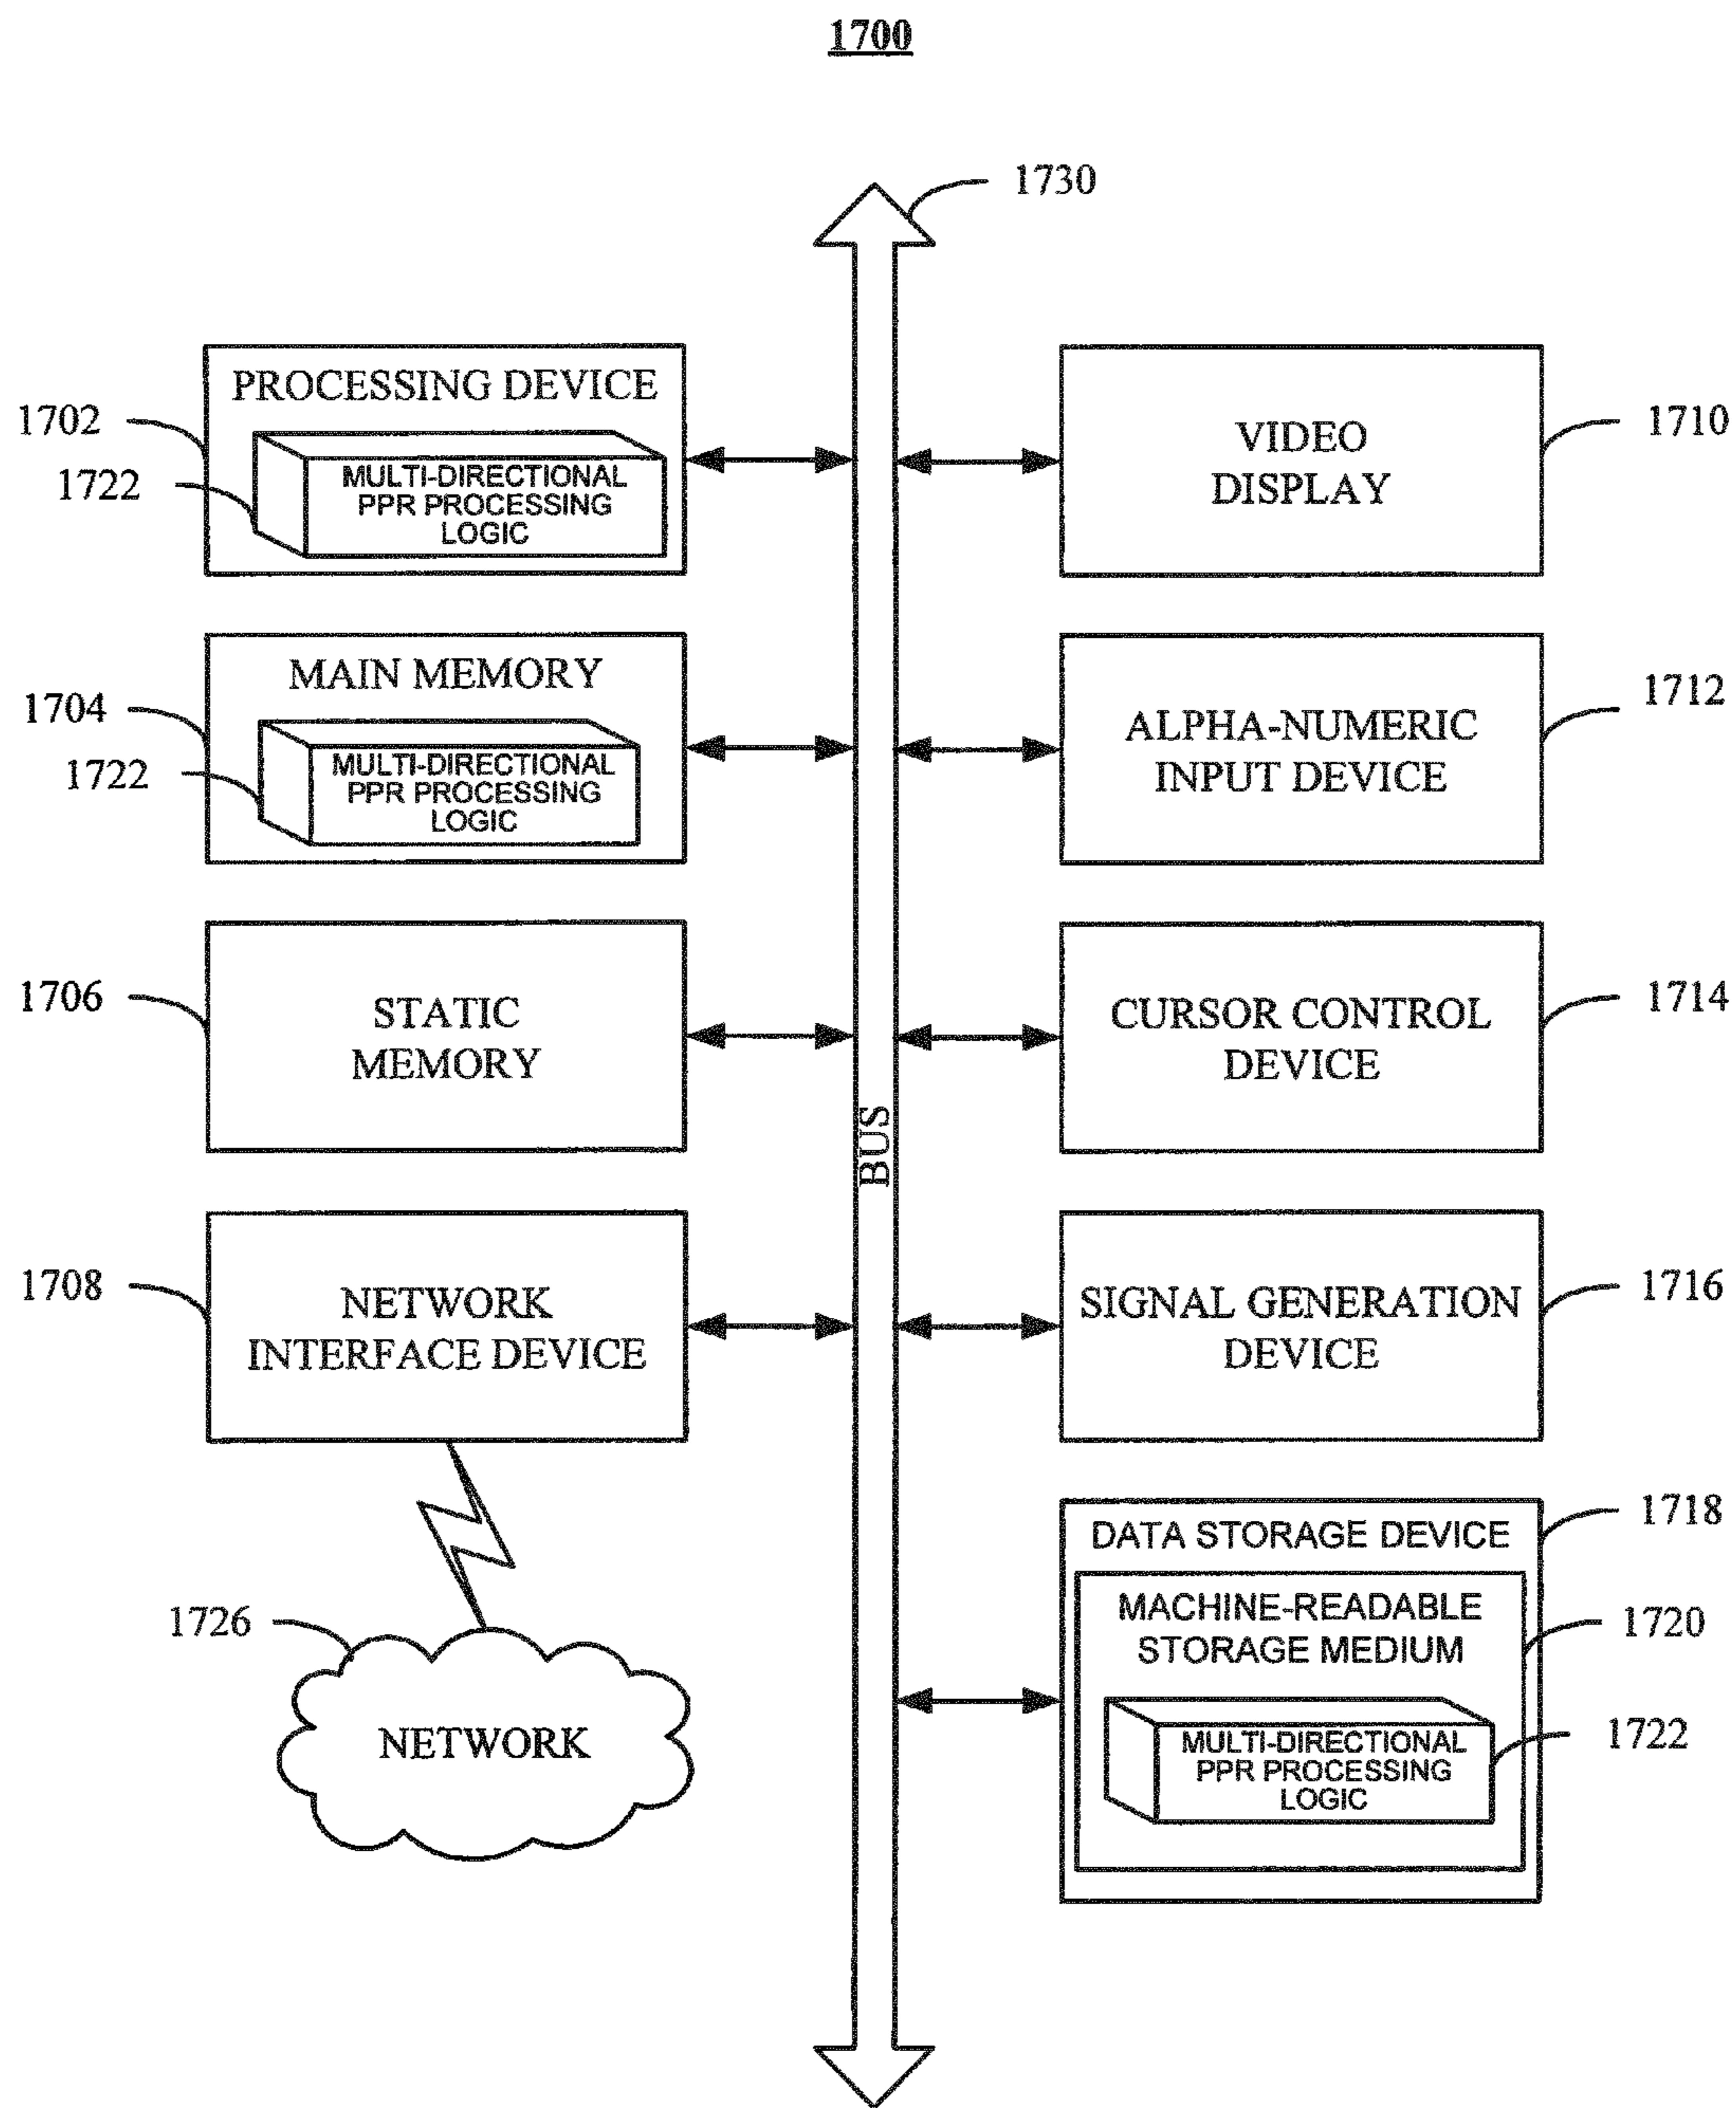 1700
1730
PROCESSING DEVICE
1702
1722
MULTI-DIRECTIONAL
PPR PROCESSING
LOGIC
VIDEO
DISPLAY
1710
MAIN MEMORY
1704
1722
MULTI-DIRECTIONAL
PPR PROCESSING
LOGIC
ALPHA-NUMERIC
INPUT DEVICE
1712
1706
STATIC
MEMORY
CURSOR CONTROL
DEVICE
1714
BUS
1708
NETWORK
INTERFACE DEVICE
SIGNAL GENERATION
DEVICE
1716
1726
NETWORK
DATA STORAGE DEVICE
1718
MACHINE-READABLE
STORAGE MEDIUM
1720
MULTI-DIRECTIONAL
PPR PROCESSING
LOGIC
1722